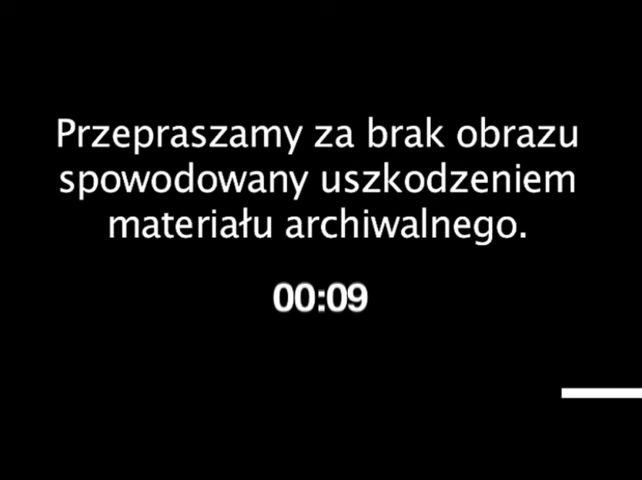 Przepraszamy za brak obrazu
spowodowany uszkodzeniem
materiału archiwalnego.
00:09